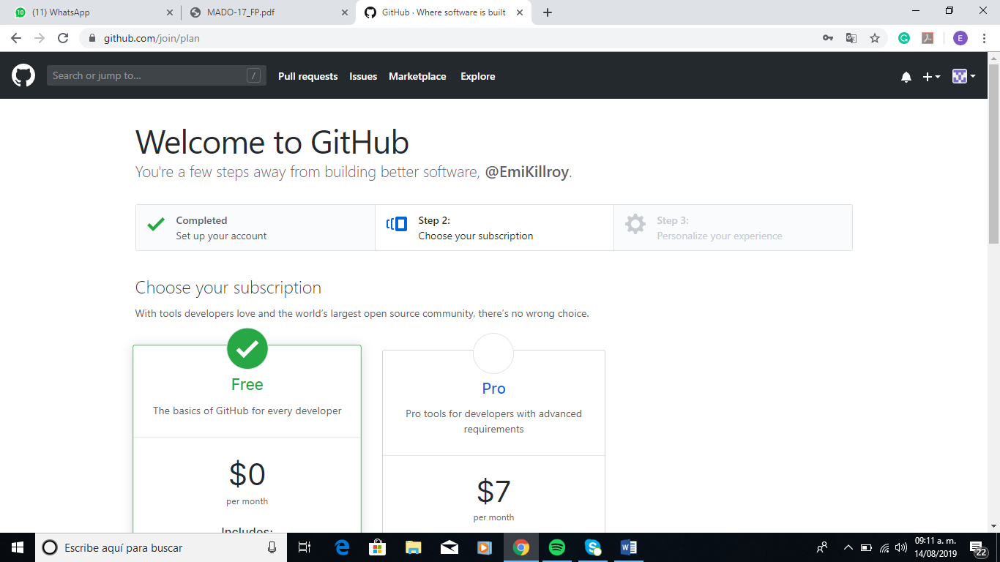 10
(11) WhatsApp
MADO-17_FP.pdf
GitHub · Where software is built
github.com/join/plan
E
Search or jump to...
/
Pull requests
Issues
Marketplace
Explore
Welcome to GitHub
You're a few steps away from building better software, @EmiKillroy.
Completed
Set up your account
Step 2:
Choose your subscription
Step 3:
Personalize your experience
Choose your subscription
With tools developers love and the world's largest open source community, there's no wrong choice.
Free
The basics of GitHub for every developer
$0
per month
Includes:
Pro
Pro tools for developers with advanced
requirements
$7
per month
Escribe aquí para buscar
09:11 a. m.
14/08/2019
22